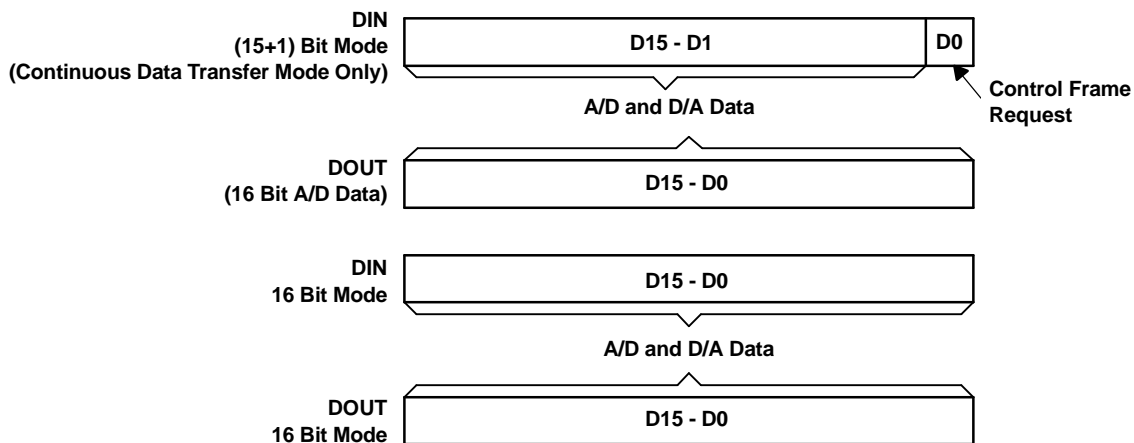 DIN
(15+1) Bit Mode
(Continuous Data Transfer Mode Only)
D15 - D1
D0
A/D and D/A Data
Control Frame
Request
DOUT
(16 Bit A/D Data)
D15 - D0
DIN
16 Bit Mode
D15 - D0
A/D and D/A Data
DOUT
16 Bit Mode
D15 - D0